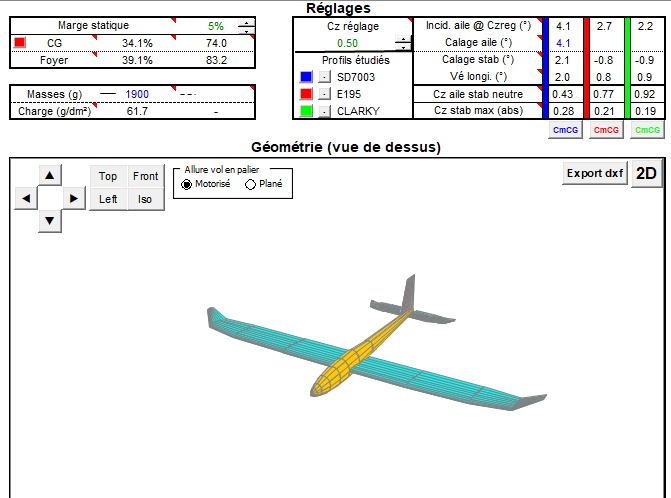 Réglages
Marge statique 5%
CG 34.1% 74.0
Foyer 39.1% 83.2
Masses (g) 1900 ---
Charge (g/dm²) 61.7 -
Cz réglage
0.50
Profils étudiés
- SD7003
- E195
- CLARKY
Incid. aile @ Czreg (°) 4.1 2.7 2.2
Calage aile (°) 4.1
Calage stab (°) 2.1 -0.8 -0.9
Vé longi. (°) 2.0 0.8 0.9
Cz aile stab neutre 0.43 0.77 0.92
Cz stab max (abs) 0.28 0.21 0.19
CmCG CmCG CmCG
Géométrie (vue de dessus)
Top Front
Left Iso
Allure vol en palier
Motorisé Plané
Export dxf 2D